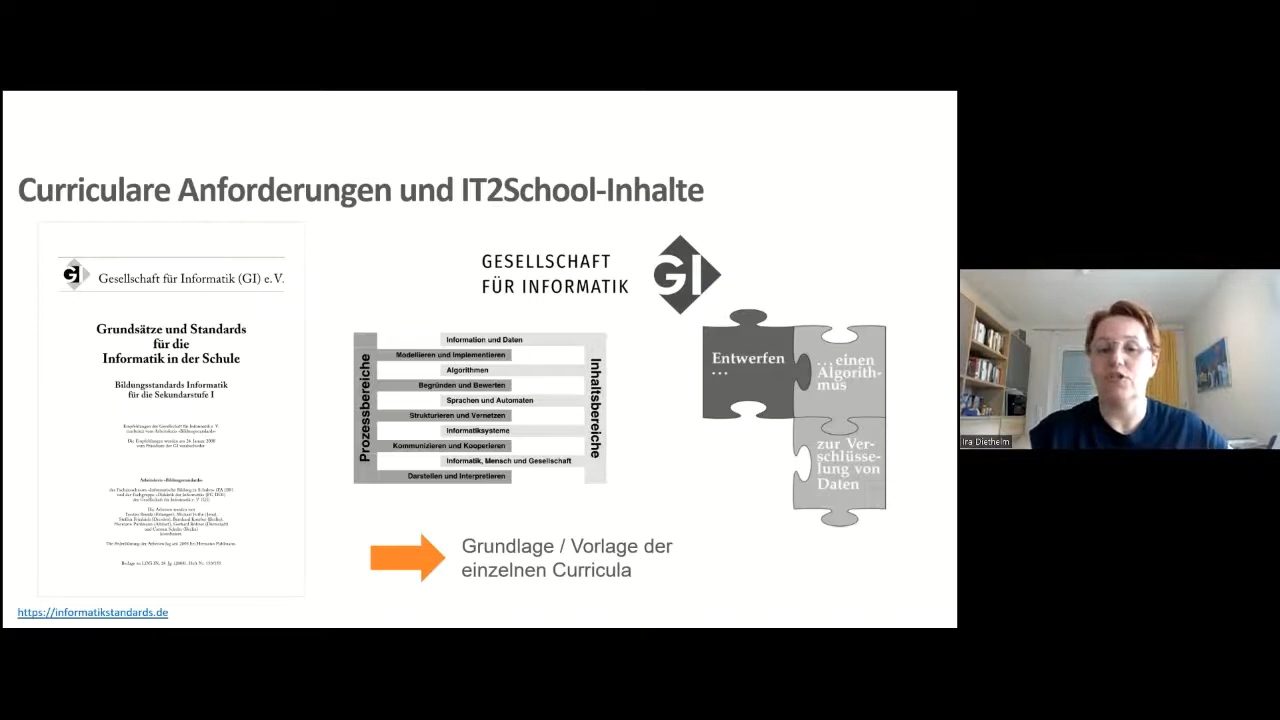 Curriculare Anforderungen und IT2School-Inhalte
GI
Gesellschaft für Informatik (GI) e.V.
Grundsätze und Standards
für die
Informatik in der Schule
Bildungsstandards Informatik
für die Sekundarstufe I
https://informatikstandards.de
GESELLSCHAFT
FÜR INFORMATIK
GI
Prozessbereiche
Information und Daten
Modellieren und Implementieren
Algorithmen
Begründen und Bewerten
Sprachen und Automaten
Strukturieren und Vernetzen
Informatiksysteme
Kommunizieren und Kooperieren
Informatik, Mensch und Gesellschaft
Darstellen und Interpretieren
Inhaltsbereiche
Entwerfen
...
...einen
Algorith-
mus
zur Ver-
schlüsse-
lung von
Daten
Grundlage / Vorlage der
einzelnen Curricula
Ira Diethelm